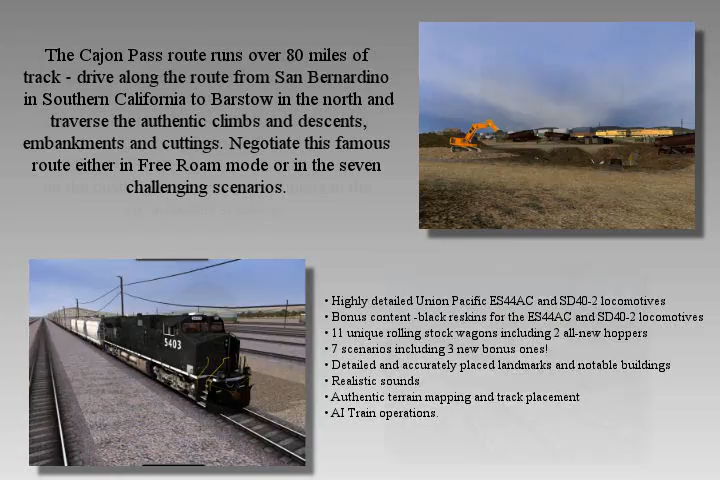 The Cajon Pass route runs over 80 miles of
track - drive along the route from San Bernardino
in Southern California to Barstow in the north and
traverse the authentic climbs and descents,
embankments and cuttings. Negotiate this famous
route either in Free Roam mode or in the seven
challenging scenarios.
5403
• Highly detailed Union Pacific ES44AC and SD40-2 locomotives
• Bonus content -black reskins for the ES44AC and SD40-2 locomotives
• 11 unique rolling stock wagons including 2 all-new hoppers
• 7 scenarios including 3 new bonus ones!
• Detailed and accurately placed landmarks and notable buildings
• Realistic sounds
• Authentic terrain mapping and track placement
• AI Train operations.